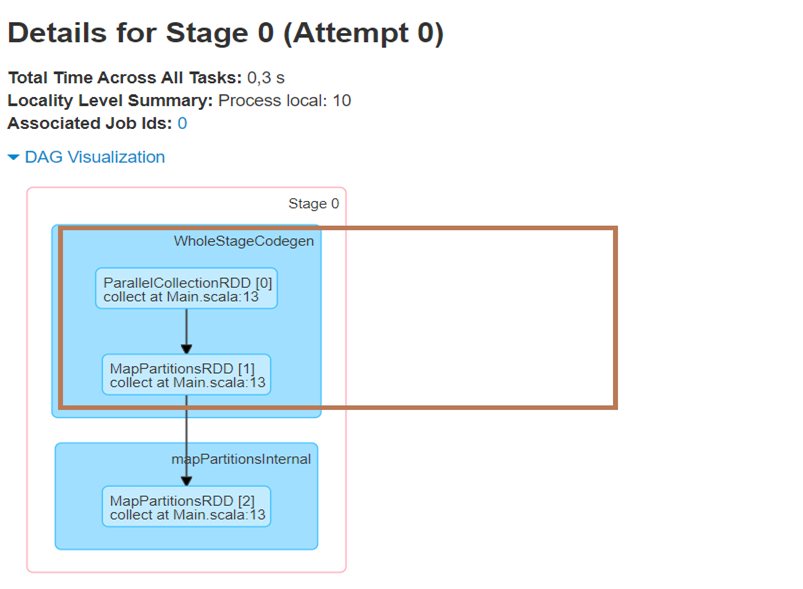 Details for Stage 0 (Attempt 0)
Total Time Across All Tasks: 0,3 s
Locality Level Summary: Process local: 10
Associated Job Ids: 0
DAG Visualization
Stage 0
WholeStageCodegen
ParallelCollectionRDD [0]
collect at Main.scala:13
MapPartitionsRDD [1]
collect at Main.scala:13
mapPartitionsInternal
MapPartitionsRDD [2]
collect at Main.scala:13